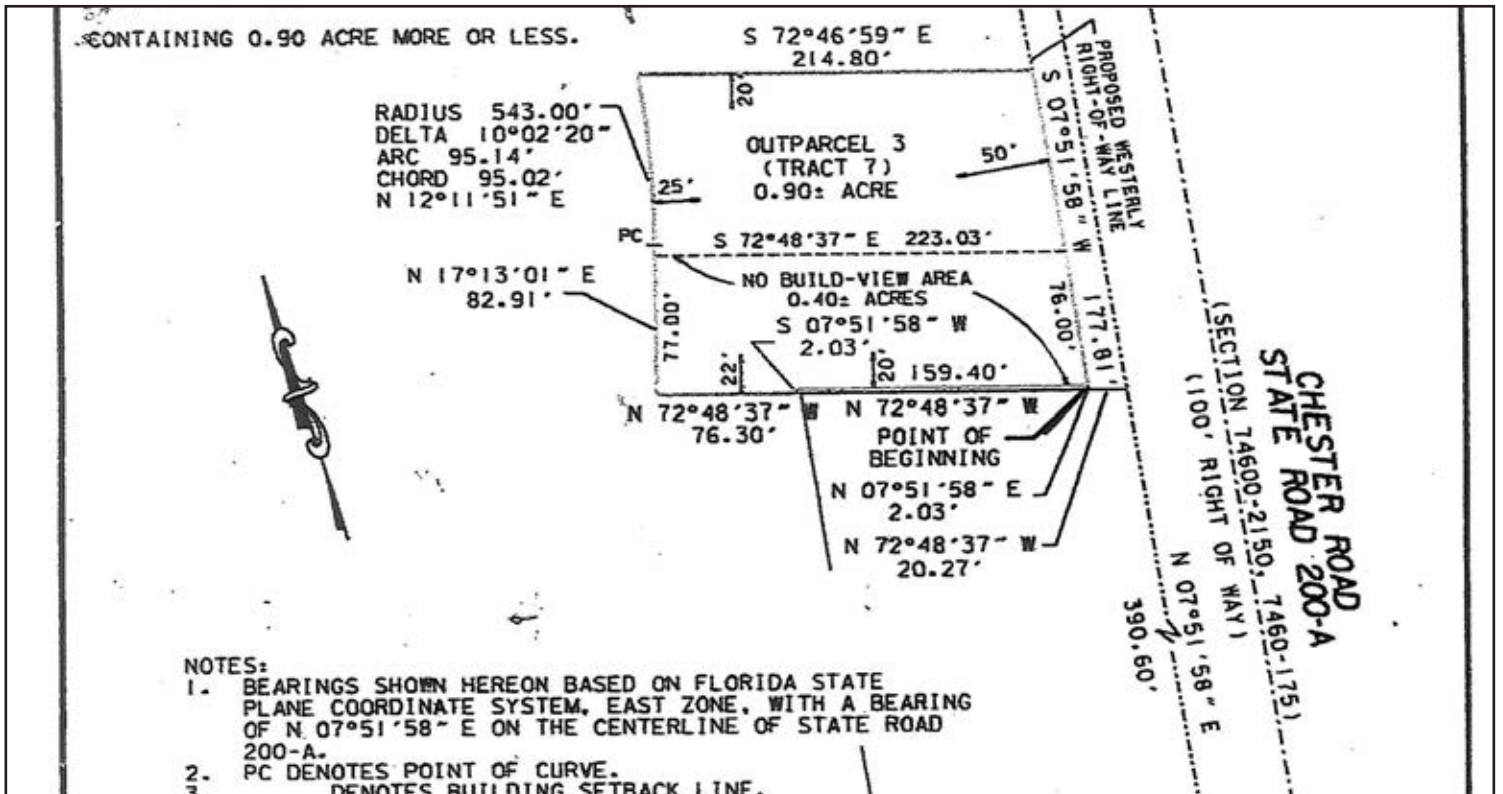 CONTAINING 0.90 ACRE MORE OR LESS.
S 72°46'59" E
214.80'
20'
RADIUS 543.00'
DELTA 10°02'20"
ARC 95.14'
CHORD 95.02'
N 12°11'51" E
OUTPARCEL 3
(TRACT 7)
0.90± ACRE
50'
25'
PROPOSED WESTERLY
RIGHT-OF-WAY LINE
S 07°51'58" W
177.81'
PC
S 72°48'37" E 223.03'
N 17°13'01" E
82.91'
NO BUILD-VIEW AREA
0.40± ACRES
S 07°51'58" W
2.03'
77.00'
76.00'
22'
20'
159.40'
N 72°48'37" W
76.30'
N 72°48'37" W
POINT OF
BEGINNING
N 07°51'58" E
2.03'
N 72°48'37" W
20.27'
CHESTER ROAD
STATE ROAD 200-A
(SECTION 74600-2150, 7460-175)
(100' RIGHT OF WAY)
N 07°51'58" E
390.60'
NOTES:
1. BEARINGS SHOWN HEREON BASED ON FLORIDA STATE
PLANE COORDINATE SYSTEM, EAST ZONE, WITH A BEARING
OF N 07°51'58" E ON THE CENTERLINE OF STATE ROAD
200-A.
2. PC DENOTES POINT OF CURVE.
3. DENOTES BUILDING SETBACK LINE.